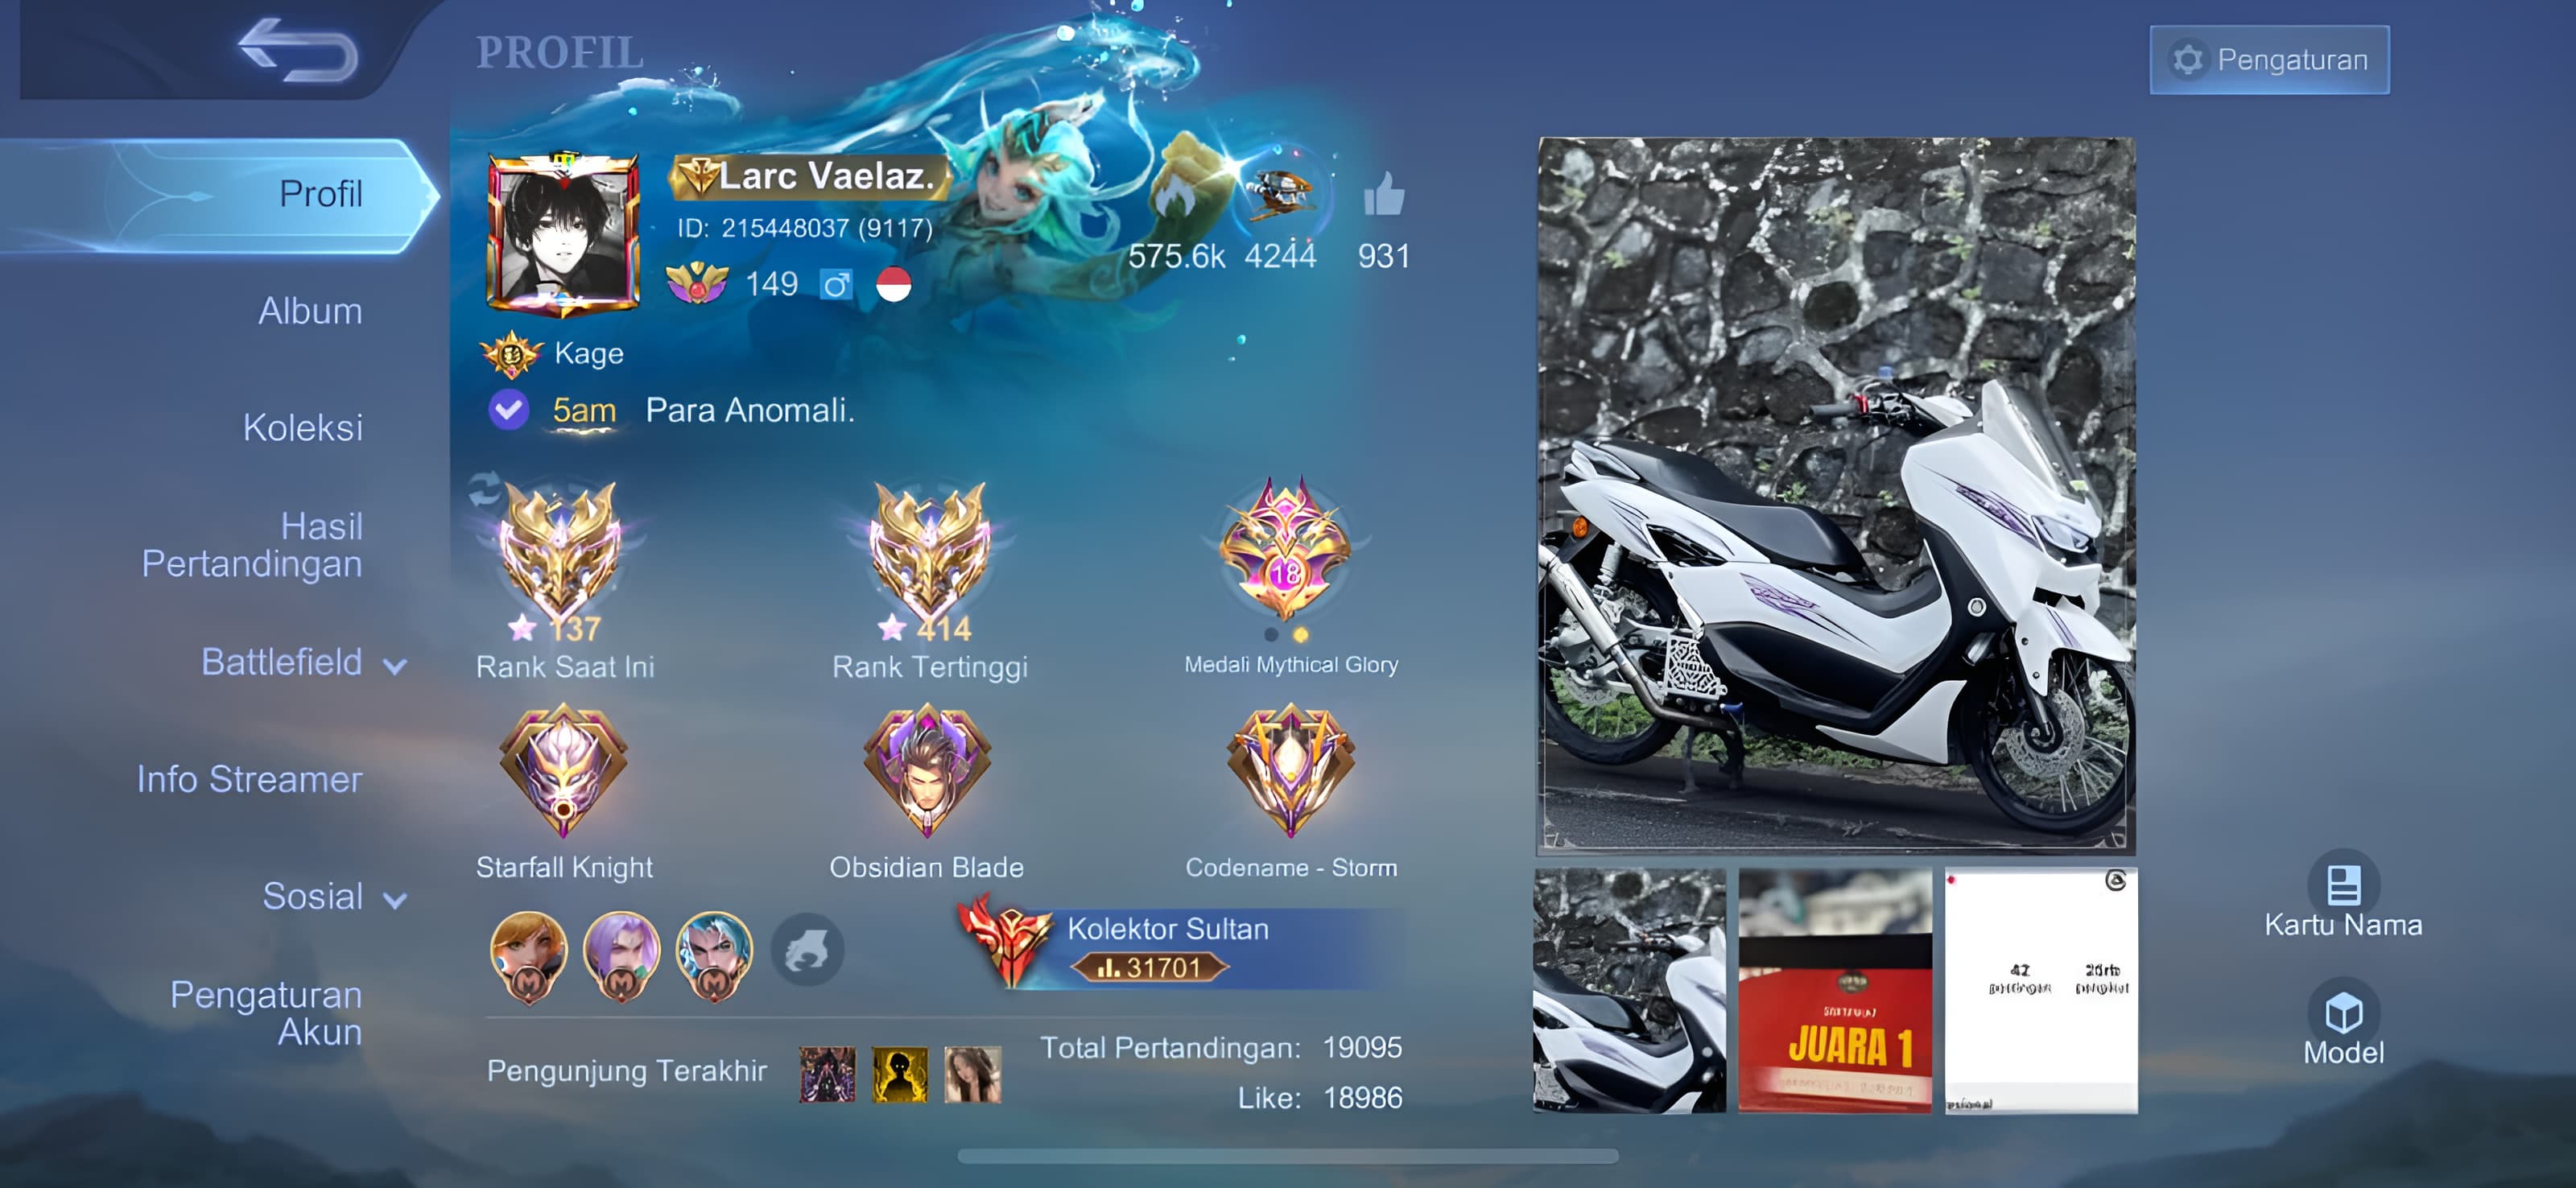 PROFIL
Pengaturan
Profil
Album
Koleksi
Hasil
Pertandingan
Battlefield
Info Streamer
Sosial
Pengaturan
Akun
Larc Vaelaz.
ID: 215448037 (9117)
149
575.6k 4244 931
Kage
5am Para Anomali.
18
137
414
Rank Saat Ini
Rank Tertinggi
Medali Mythical Glory
Starfall Knight
Obsidian Blade
Codename - Storm
Kolektor Sultan
31701
Pengunjung Terakhir
Total Pertandingan: 19095
Like: 18986
JUARA 1
42
Kartu Nama
Model